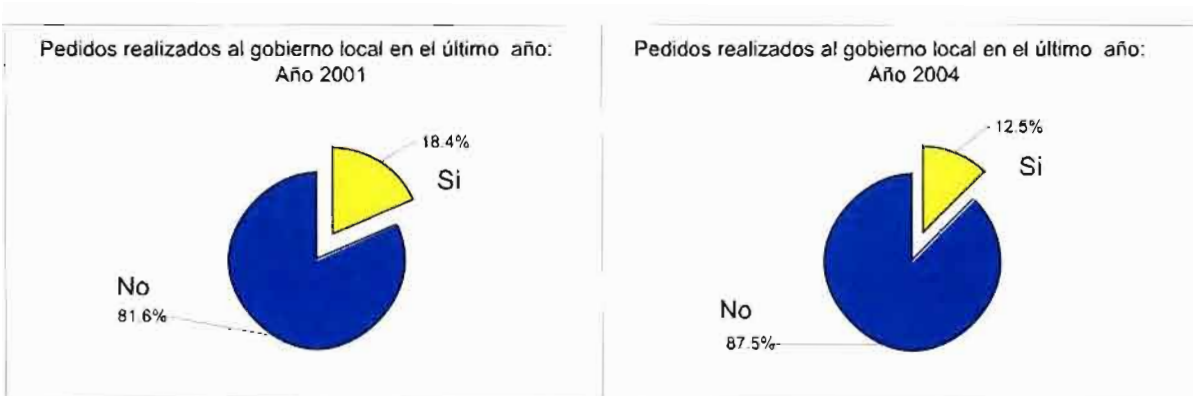 Pedidos realizados al gobierno local en el último año:
Año 2001
18.4%
Si
No
81.6%
Pedidos realizados al gobierno local en el último año:
Año 2004
12.5%
Si
No
87.5%